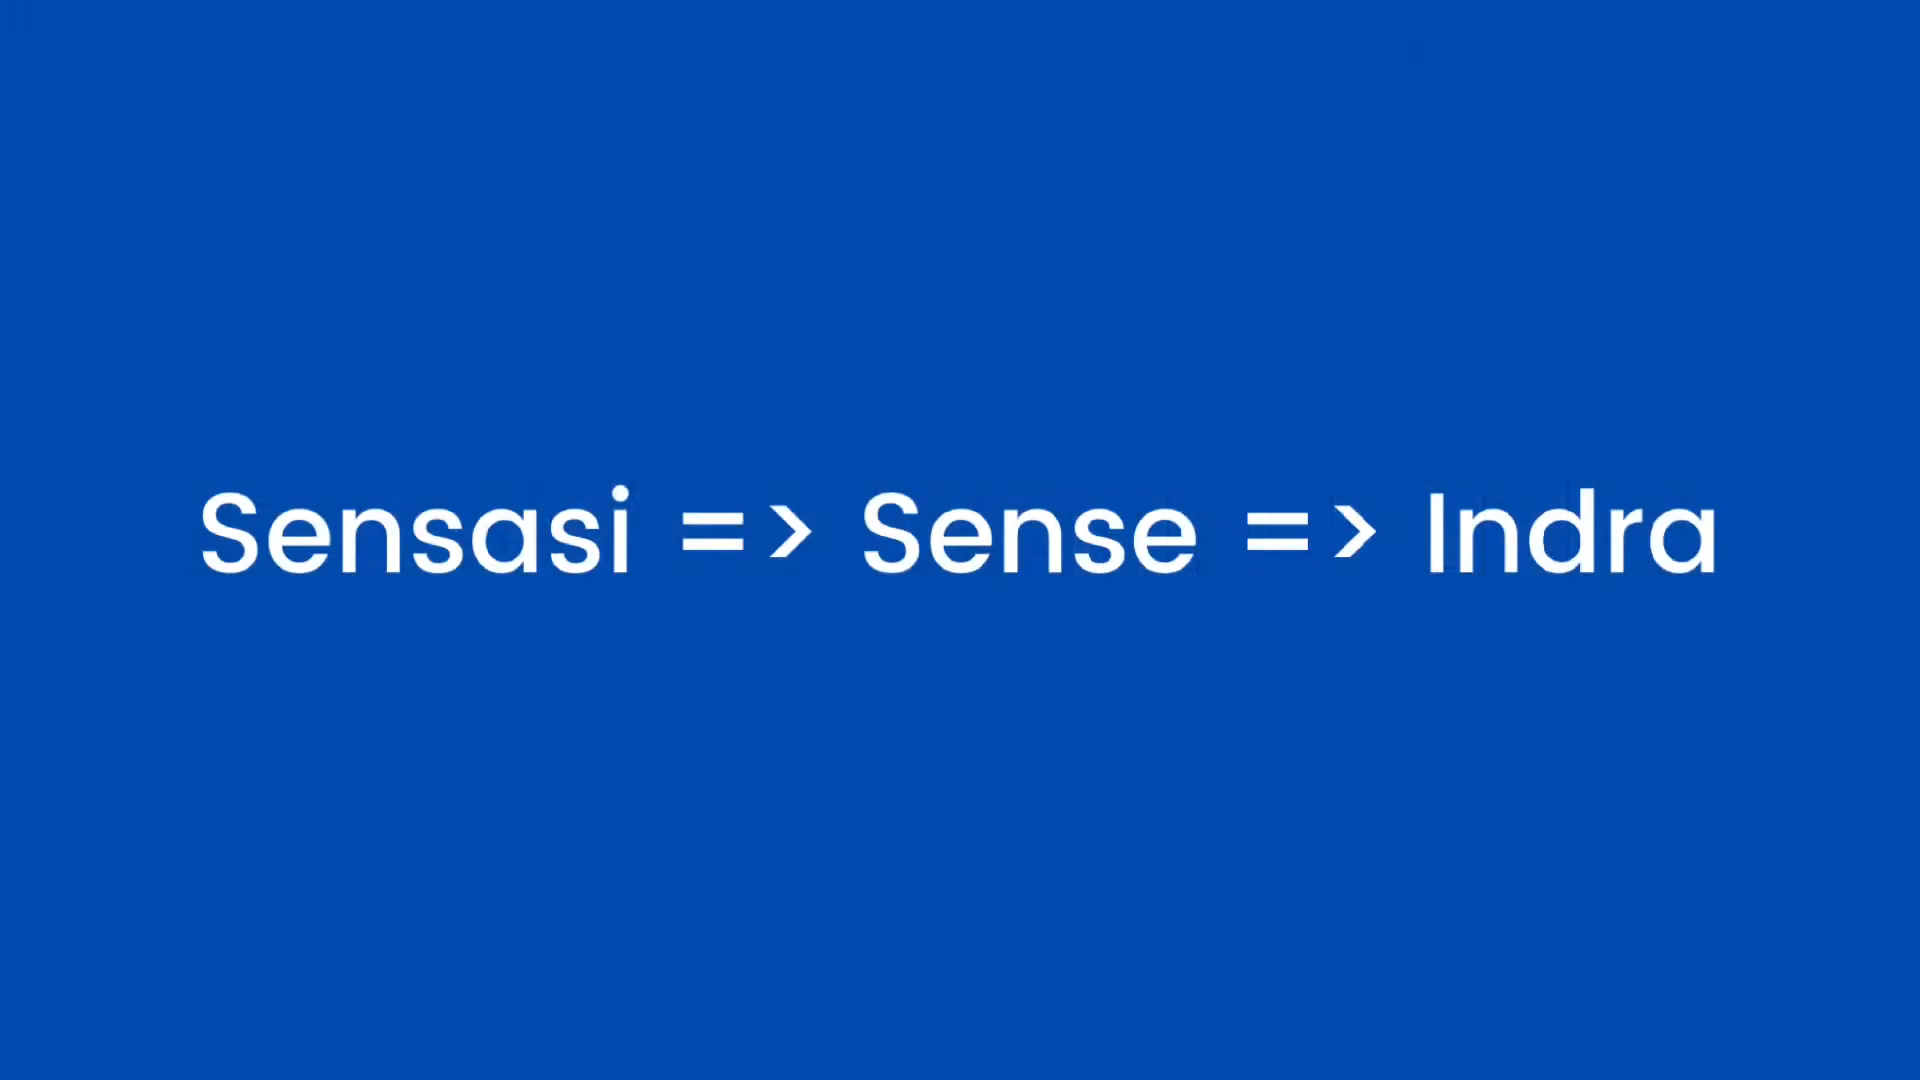 Sensasi => Sense => Indra